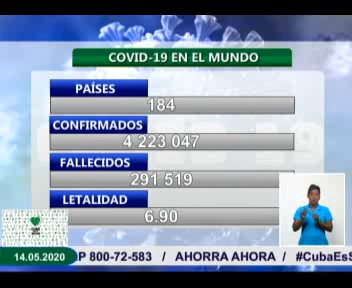 COVID-19 EN EL MUNDO
PAÍSES
184
CONFIRMADOS
4 223 047
FALLECIDOS
291 519
LETALIDAD
6.90
14.05.2020 P 800-72-583 / AHORRA AHORA / #CubaEsS